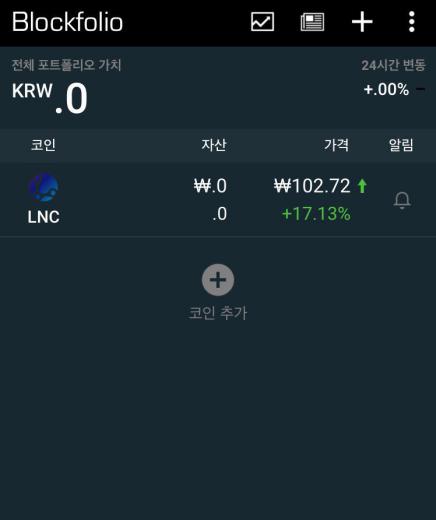 Blockfolio
전체 포트폴리오 가치 24시간 변동
KRW.0 +.00% –
코인 자산 가격 알림
₩.0 ₩102.72
LNC .0 +17.13%
코인 추가